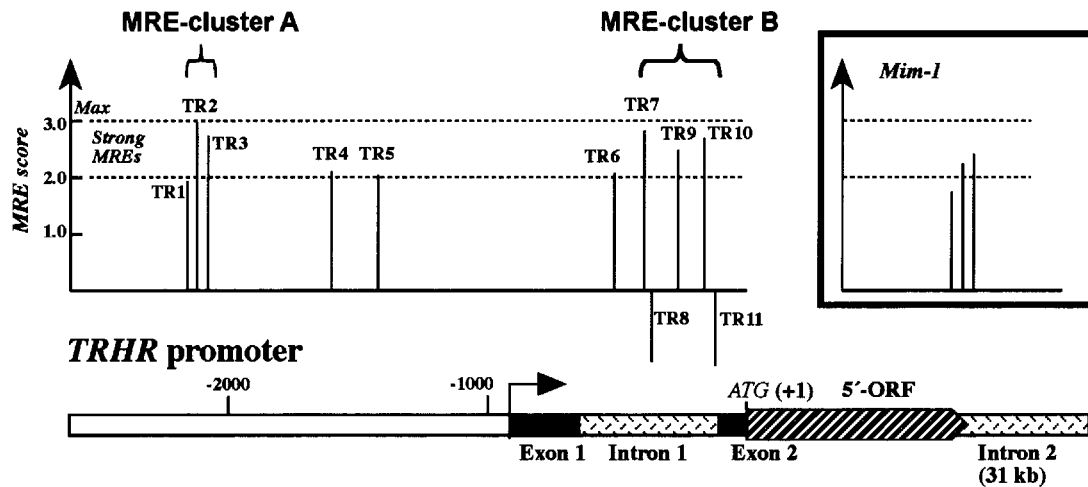 MRE-cluster A
MRE-cluster B
Mim-1
Max
TR2
TR7
3.0
Strong
MREs
TR3
TR4
TR5
TR6
TR9
TR10
MRE score
2.0
TR1
1.0
TR8
TR11
TRHR promoter
-2000
-1000
ATG (+1)
5´-ORF
Exon 1
Intron 1
Exon 2
Intron 2
(31 kb)